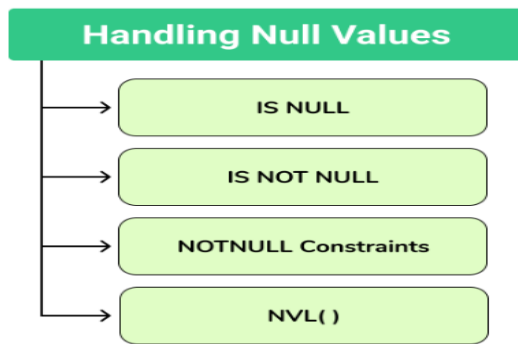 Handling Null Values
IS NULL
IS NOT NULL
NOTNULL Constraints
NVL( )